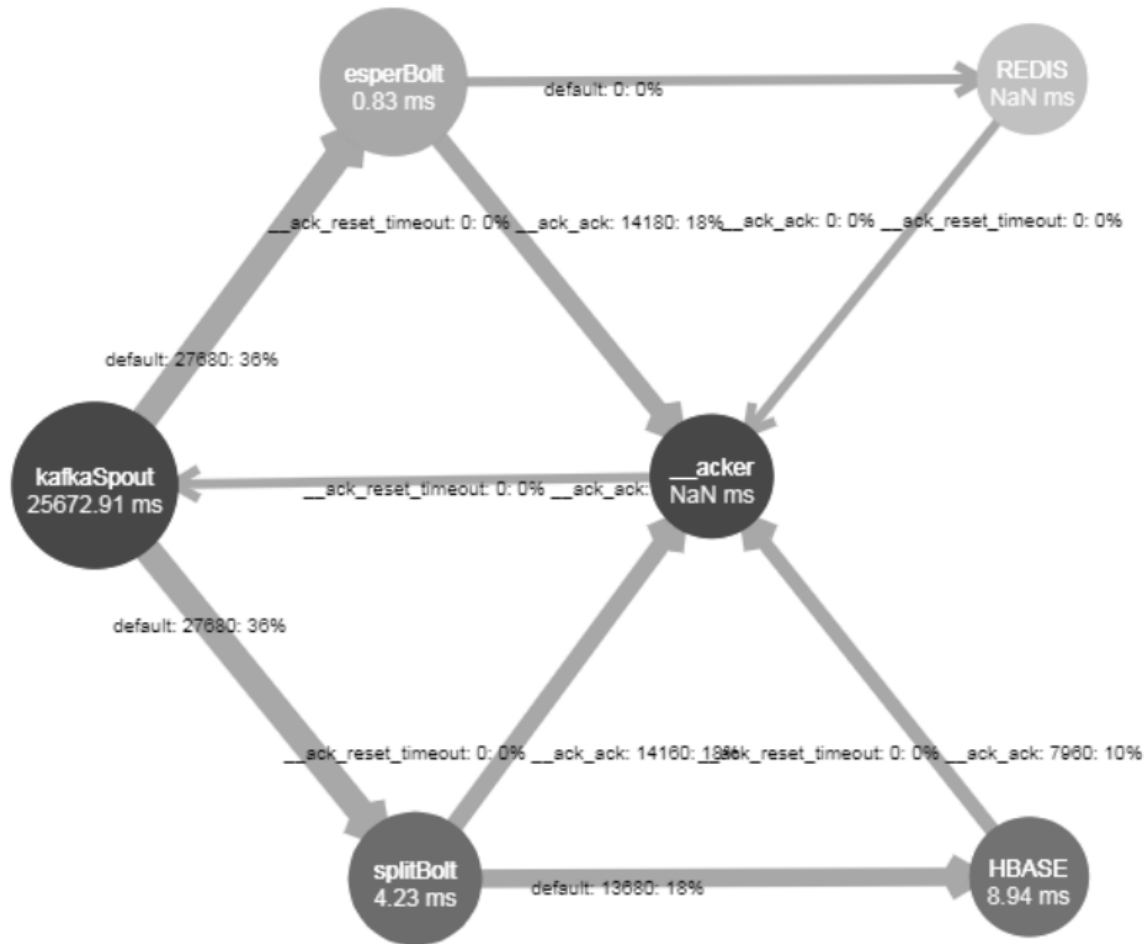 esperBolt
0.83 ms
REDIS
NaN ms
default: 0: 0%
__ack_reset_timeout: 0: 0% __ack_ack: 14180: 18% __ack_ack: 0: 0% __ack_reset_timeout: 0: 0%
default: 27680: 36%
kafkaSpout
25672.91 ms
__acker
NaN ms
__ack_reset_timeout: 0: 0% __ack_ack:
default: 27680: 36%
__ack_reset_timeout: 0: 0% __ack_ack: 14160: 18% __ack_reset_timeout: 0: 0% __ack_ack: 7960: 10%
splitBolt
4.23 ms
default: 13680: 18%
HBASE
8.94 ms